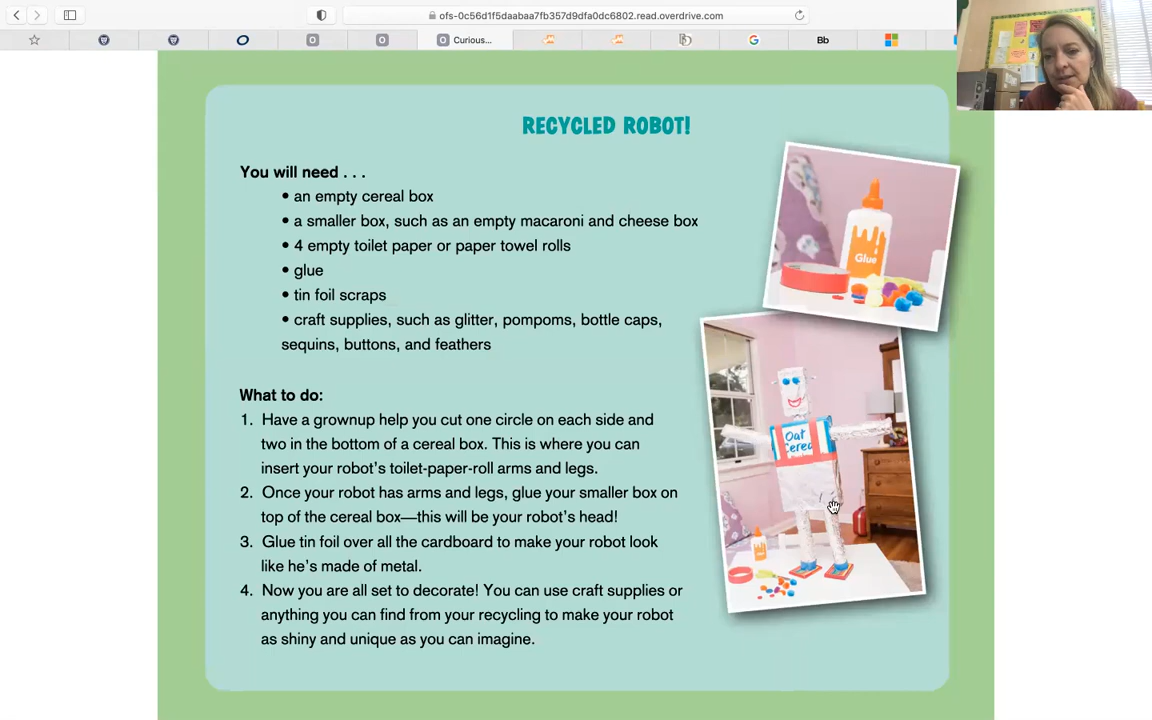 ofs-0c56d1f5daabaa7fb357d9dfa0dc6802.read.overdrive.com
Curious...
Bb
RECYCLED ROBOT!
You will need . . .
• an empty cereal box
• a smaller box, such as an empty macaroni and cheese box
• 4 empty toilet paper or paper towel rolls
• glue
• tin foil scraps
• craft supplies, such as glitter, pompoms, bottle caps,
sequins, buttons, and feathers
What to do:
1. Have a grownup help you cut one circle on each side and
two in the bottom of a cereal box. This is where you can
insert your robot's toilet-paper-roll arms and legs.
2. Once your robot has arms and legs, glue your smaller box on
top of the cereal box—this will be your robot's head!
3. Glue tin foil over all the cardboard to make your robot look
like he's made of metal.
4. Now you are all set to decorate! You can use craft supplies or
anything you can find from your recycling to make your robot
as shiny and unique as you can imagine.
Glue
Oat
Cereal